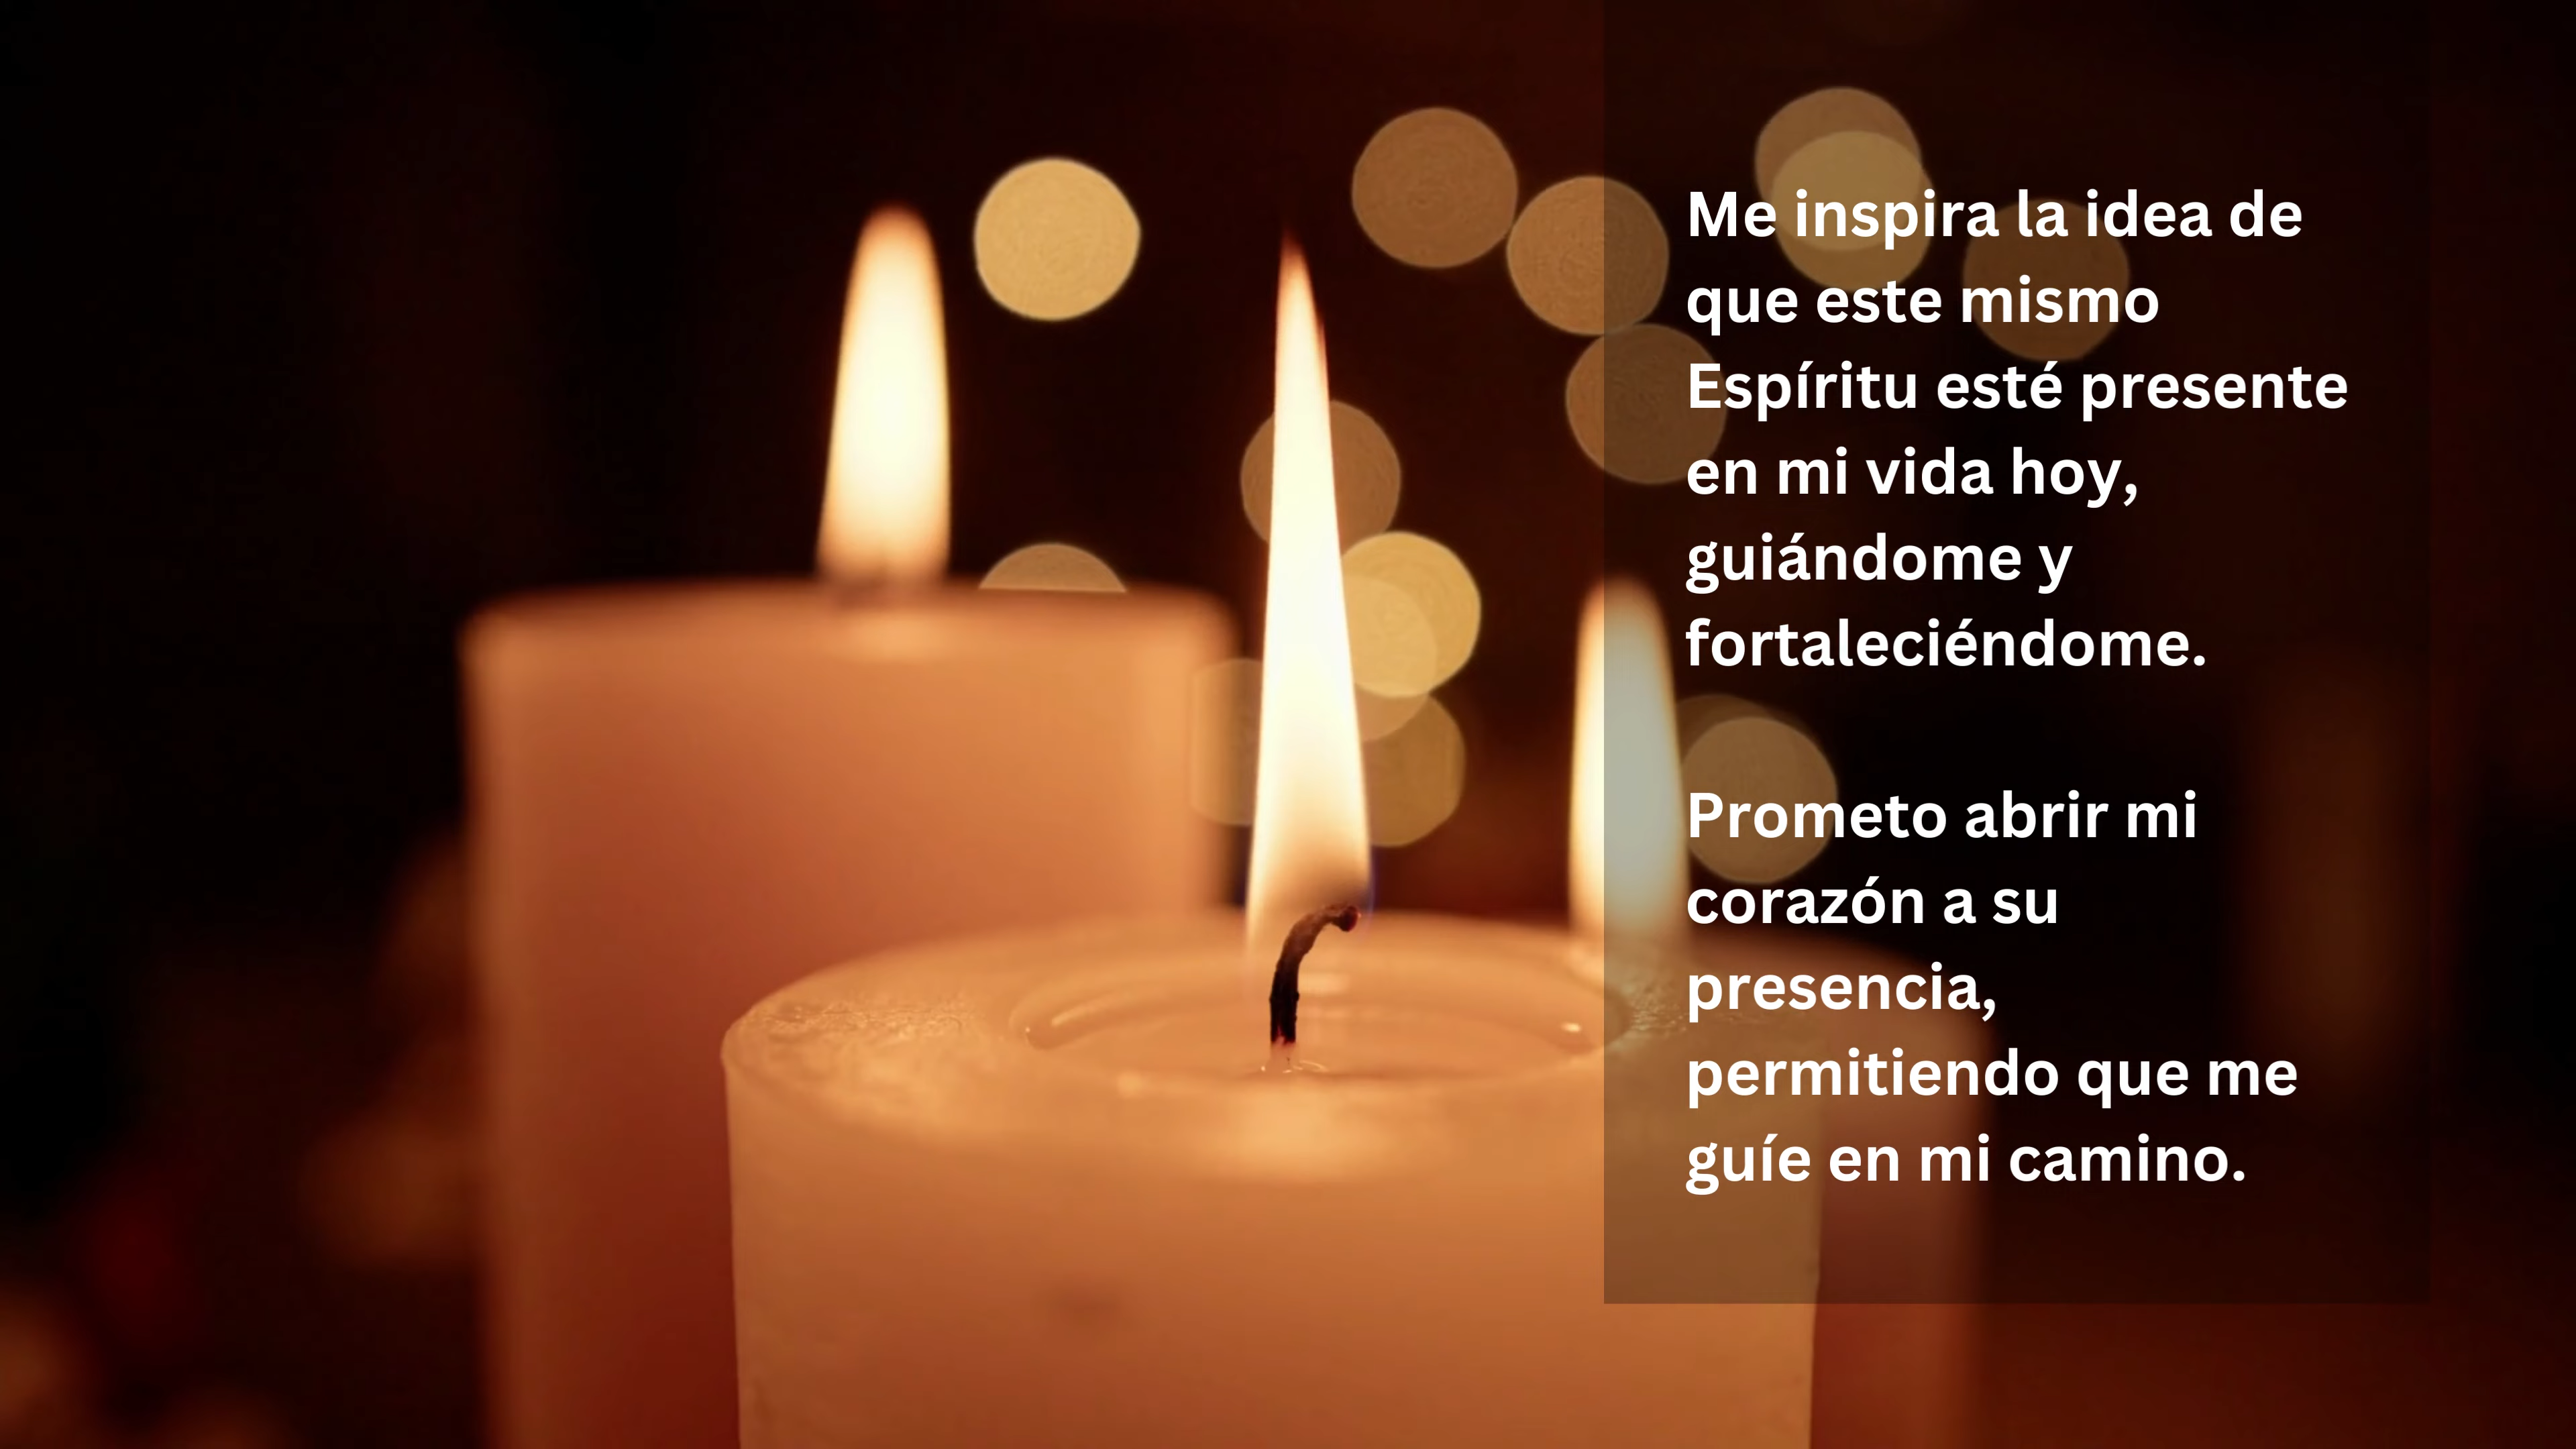 Me inspira la idea de
que este mismo
Espíritu esté presente
en mi vida hoy,
guiándome y
fortaleciéndome.
Prometo abrir mi
corazón a su
presencia,
permitiendo que me
guíe en mi camino.